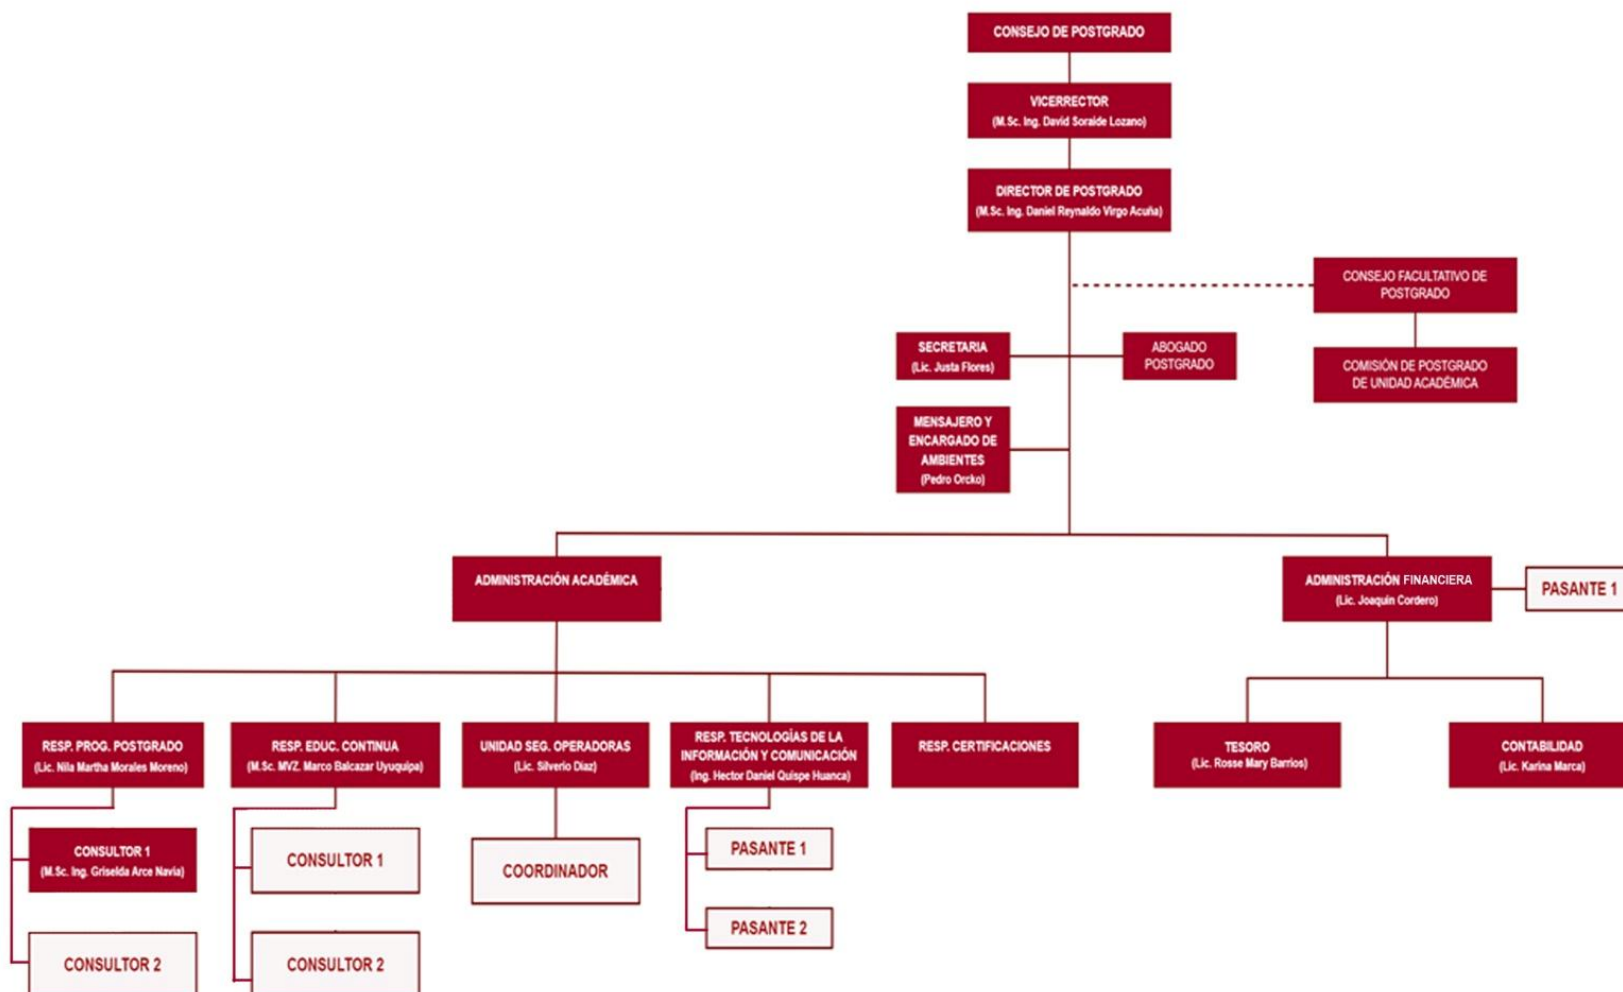 CONSEJO DE POSTGRADO
VICERRECTOR
(M.Sc. Ing. David Soraide Lozano)
DIRECTOR DE POSTGRADO
(M.Sc. Ing. Daniel Reynaldo Virgo Acuña)
CONSEJO FACULTATIVO DE
POSTGRADO
SECRETARIA
(Lic. Justa Flores)
ABOGADO
POSTGRADO
COMISIÓN DE POSTGRADO
DE UNIDAD ACADÉMICA
MENSAJERO Y
ENCARGADO DE
AMBIENTES
(Pedro Orcko)
ADMINISTRACIÓN ACADÉMICA
ADMINISTRACIÓN FINANCIERA
(Lic. Joaquin Cordero)
PASANTE 1
RESP. PROG. POSTGRADO
(Lic. Nila Martha Morales Moreno)
RESP. EDUC. CONTINUA
(M.Sc. MVZ. Marco Balcazar Uyuquipa)
UNIDAD SEG. OPERADORAS
(Lic. Silverio Diaz)
RESP. TECNOLOGÌAS DE LA
INFORMACIÓN Y COMUNICACIÓN
(Ing. Hector Daniel Quispe Huanca)
RESP. CERTIFICACIONES
TESORO
(Lic. Rosse Mary Barrios)
CONTABILIDAD
(Lic. Karina Marca)
CONSULTOR 1
(M.Sc. Ing. Griselda Arce Navia)
CONSULTOR 2
CONSULTOR 1
CONSULTOR 2
COORDINADOR
PASANTE 1
PASANTE 2